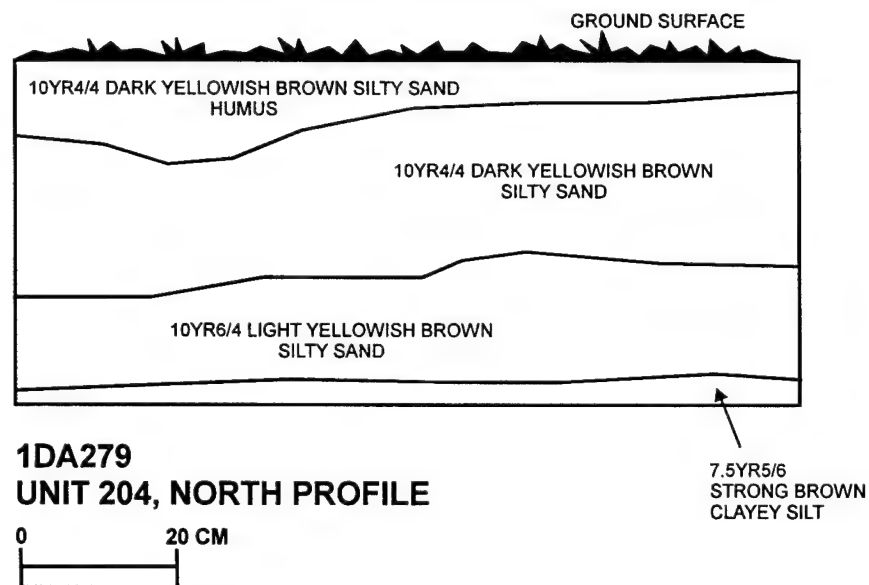 GROUND SURFACE
10YR4/4 DARK YELLOWISH BROWN SILTY SAND
HUMUS
10YR4/4 DARK YELLOWISH BROWN
SILTY SAND
10YR6/4 LIGHT YELLOWISH BROWN
SILTY SAND
7.5YR5/6
STRONG BROWN
CLAYEY SILT
1DA279
UNIT 204, NORTH PROFILE
0 20 CM